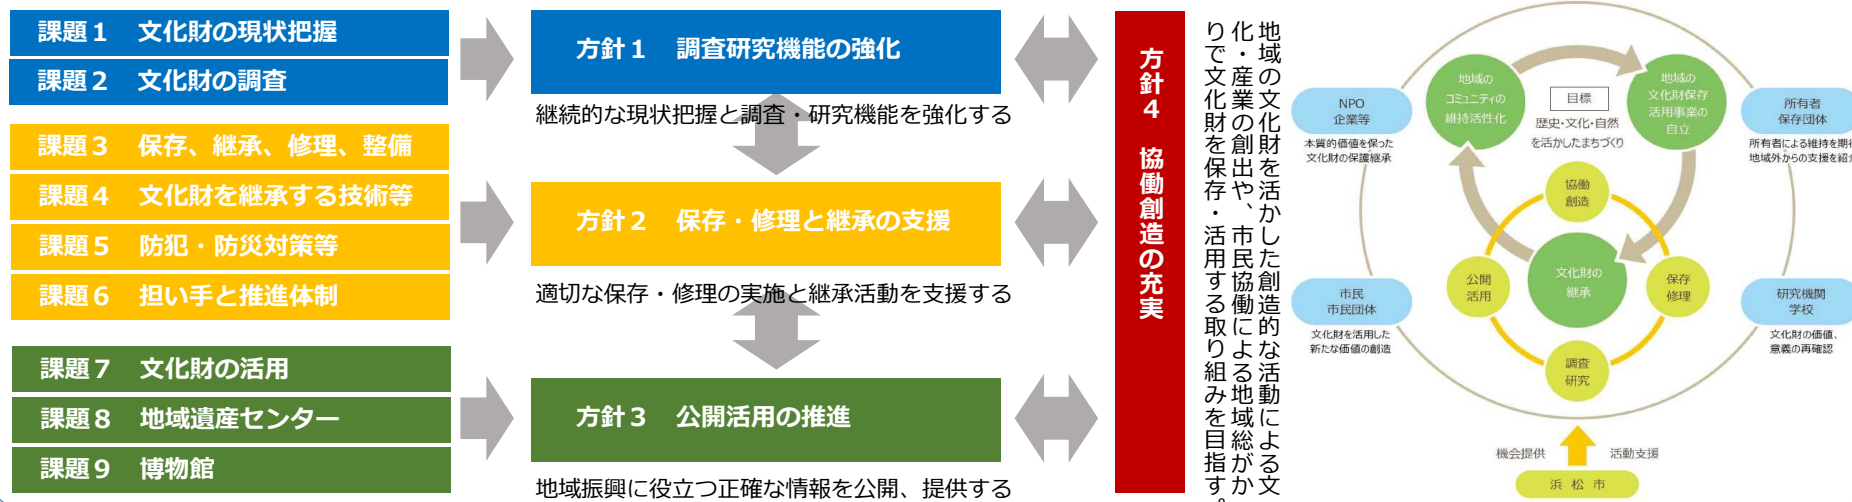 課題１　文化財の現状把握
課題２　文化財の調査
課題３　保存、継承、修理、整備
課題４　文化財を継承する技術等
課題５　防犯・防災対策等
課題６　担い手と推進体制
課題７　文化財の活用
課題８　地域遺産センター
課題９　博物館
方針１　調査研究機能の強化
継続的な現状把握と調査・研究機能を強化する
方針２　保存・修理と継承の支援
適切な保存・修理の実施と継承活動を支援する
方針３　公開活用の推進
地域振興に役立つ正確な情報を公開、提供する
方針４　協働創造の充実
地域の文化財を活かした創造的な活動による文
化・産業の創出や、市民協働による地域総がか
りで文化財を保存・活用する取り組みを目指す。
地域の
コミュニティの
維持活性化
目標
歴史・文化・自然
を活かしたまちづくり
地域の
文化財保存
活用事業の
自立
NPO
企業等
本質的価値を保った
文化財の保護継承
所有者
保存団体
所有者による維持を期待
地域外からの支援を紹介
協働
創造
公開
活用
文化財の
継承
保存
修理
調査
研究
市民
市民団体
文化財を活用した
新たな価値の創造
研究機関
学校
文化財の価値、
意義の再確認
機会提供
活動支援
浜松市